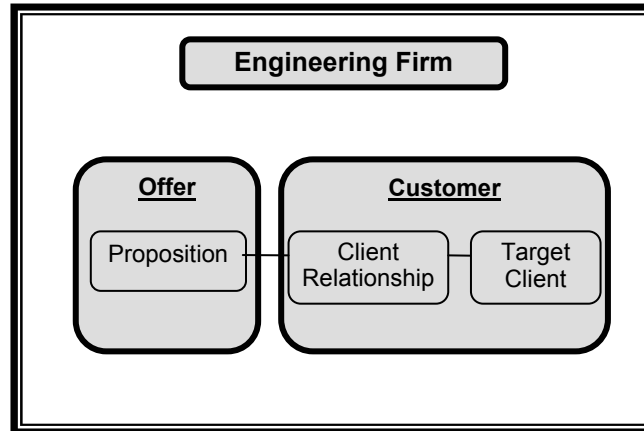 Engineering Firm
Offer
Customer
Proposition
Client
Relationship
Target
Client